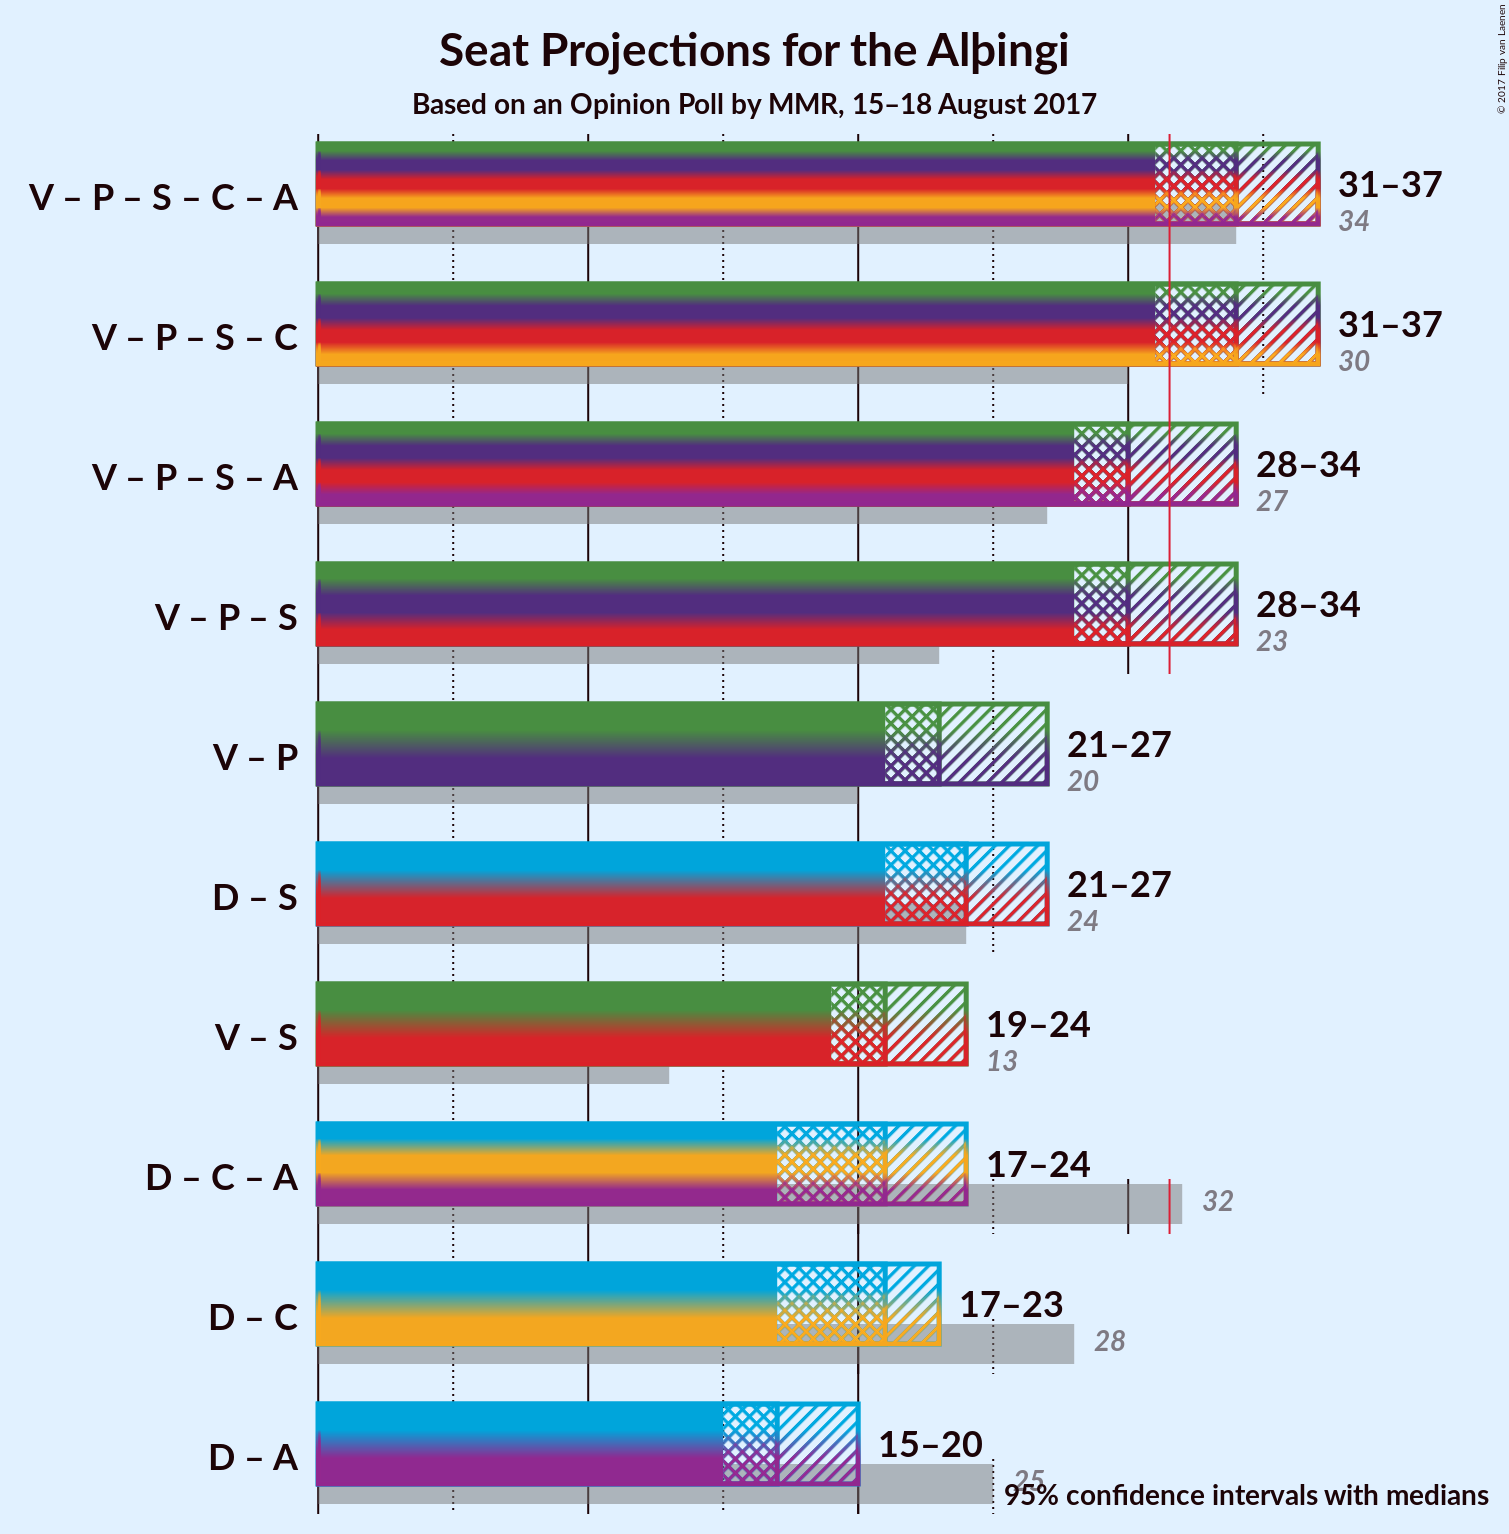 Seat Projections for the Alþingi
Based on an Opinion Poll by MMR, 15–18 August 2017
© 2017 Filip van Laenen
V – P – S – C – A
31–37
34
V – P – S – C
31–37
30
V – P – S – A
28–34
27
V – P – S
28–34
23
V – P
21–27
20
D – S
21–27
24
V – S
19–24
13
D – C – A
17–24
32
D – C
17–23
28
D – A
15–20
25
95% confidence intervals with medians